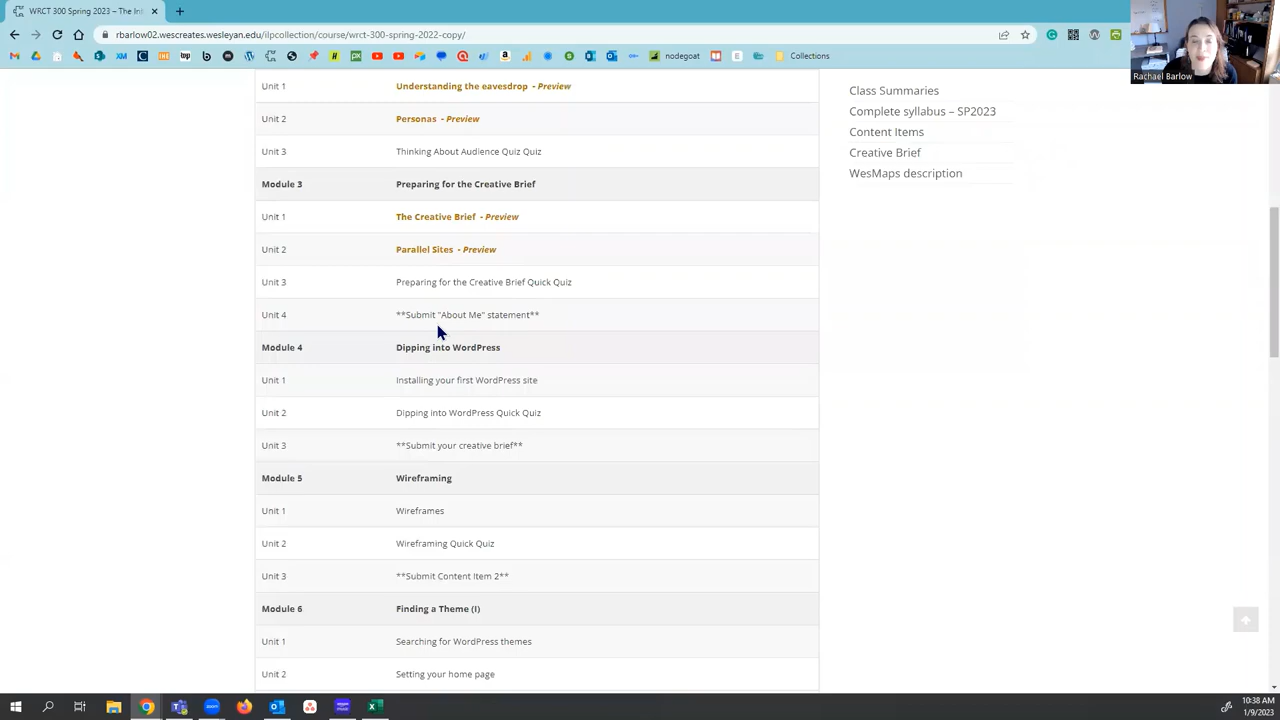 WRCT 300 Spring 2023 – The In
rbarlow02.wescreates.wesleyan.edu/ilpcollection/course/wrct-300-spring-2022-copy/
nodegoat
Collections
Rachael Barlow
Unit 1 Understanding the eavesdrop - Preview
Unit 2 Personas - Preview
Unit 3 Thinking About Audience Quiz Quiz
Module 3 Preparing for the Creative Brief
Unit 1 The Creative Brief - Preview
Unit 2 Parallel Sites - Preview
Unit 3 Preparing for the Creative Brief Quick Quiz
Unit 4 **Submit "About Me" statement**
Module 4 Dipping into WordPress
Unit 1 Installing your first WordPress site
Unit 2 Dipping into WordPress Quick Quiz
Unit 3 **Submit your creative brief**
Module 5 Wireframing
Unit 1 Wireframes
Unit 2 Wireframing Quick Quiz
Unit 3 **Submit Content Item 2**
Module 6 Finding a Theme (I)
Unit 1 Searching for WordPress themes
Unit 2 Setting your home page
Class Summaries
Complete syllabus – SP2023
Content Items
Creative Brief
WesMaps description
10:38 AM
1/9/2023